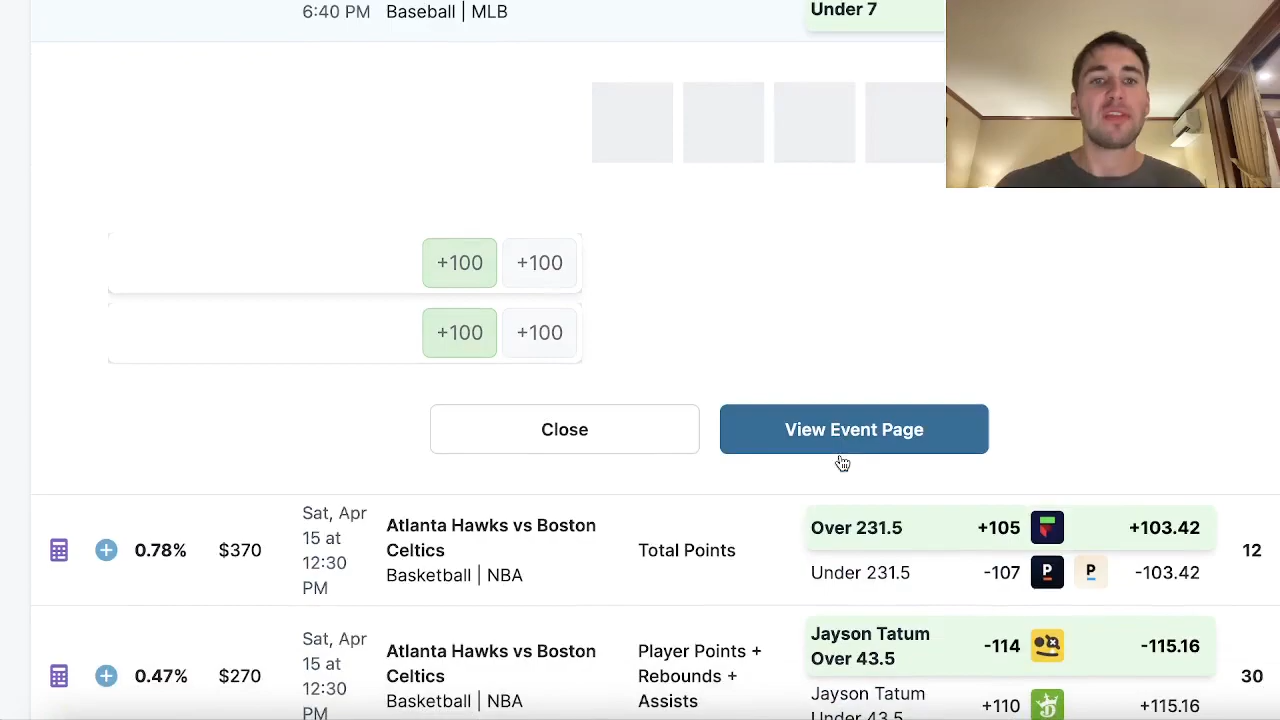 6:40 PM
Baseball | MLB
Under 7
+100
+100
+100
+100
Close
View Event Page
0.78%
$370
Sat, Apr
15 at
12:30
PM
Atlanta Hawks vs Boston
Celtics
Basketball | NBA
Total Points
Over 231.5
+105
+103.42
Under 231.5
-107
P
P
-103.42
12
0.47%
$270
Sat, Apr
15 at
12:30
PM
Atlanta Hawks vs Boston
Celtics
Basketball | NBA
Player Points +
Rebounds +
Assists
Jayson Tatum
Over 43.5
-114
-115.16
Jayson Tatum
Under 43.5
+110
+115.16
30